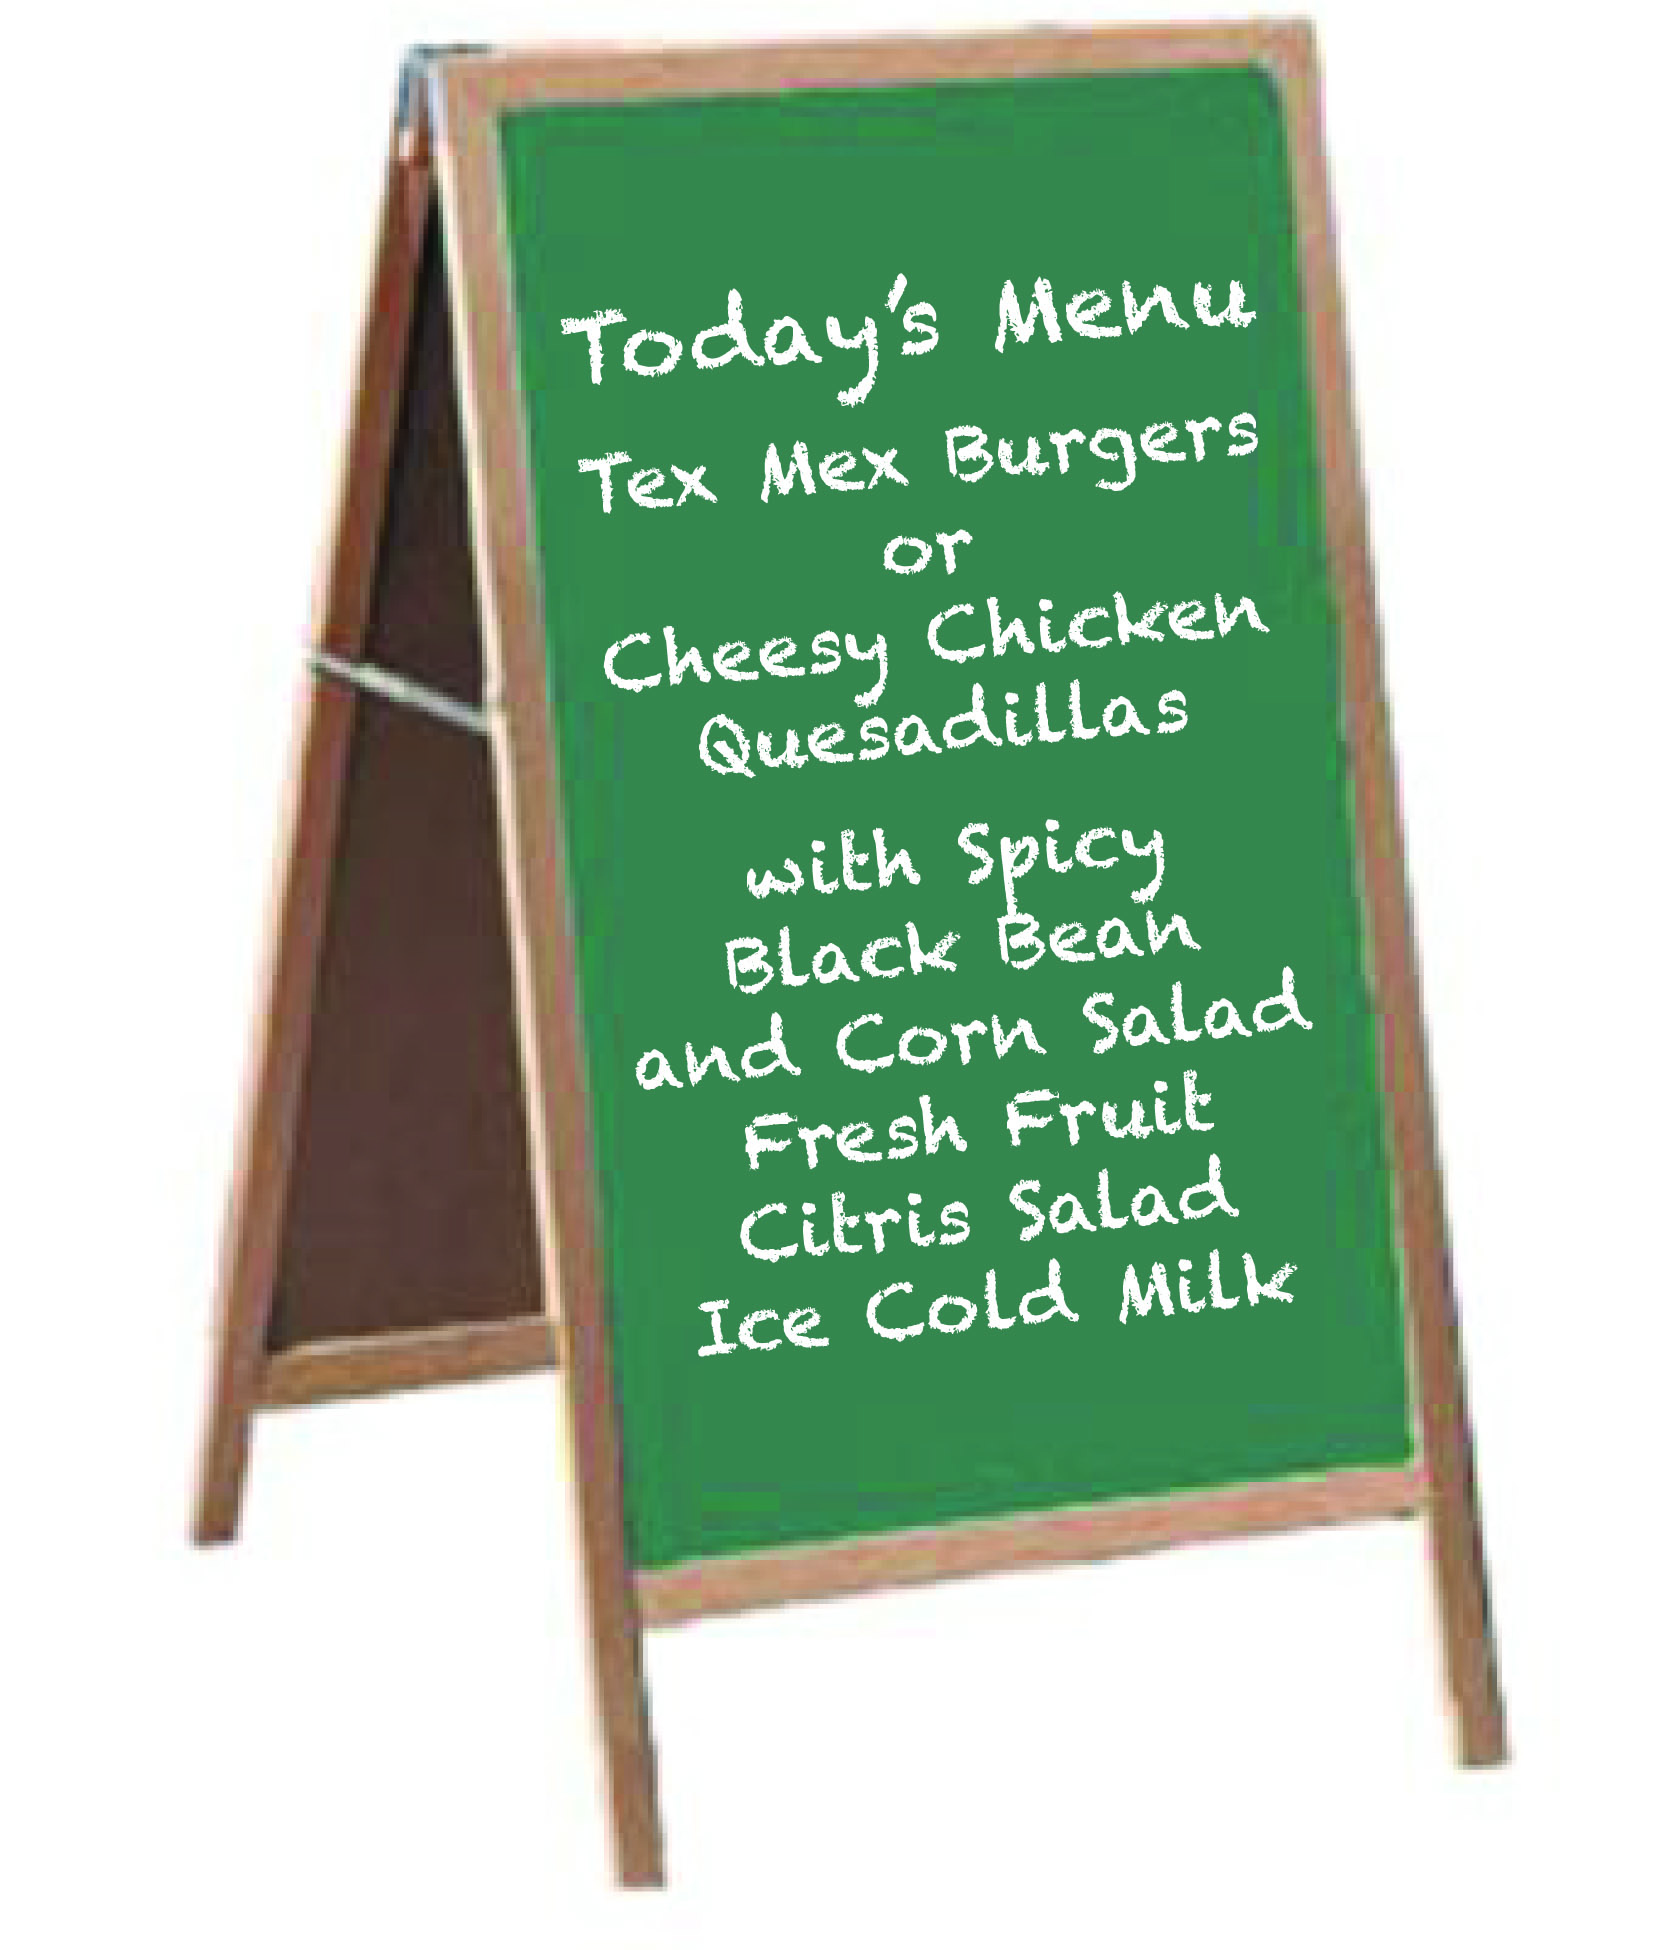 Today's Menu
Tex Mex Burgers
or
Cheesy Chicken
Quesadillas
with Spicy
Black Bean
and Corn Salad
Fresh Fruit
Citris Salad
Ice Cold Milk